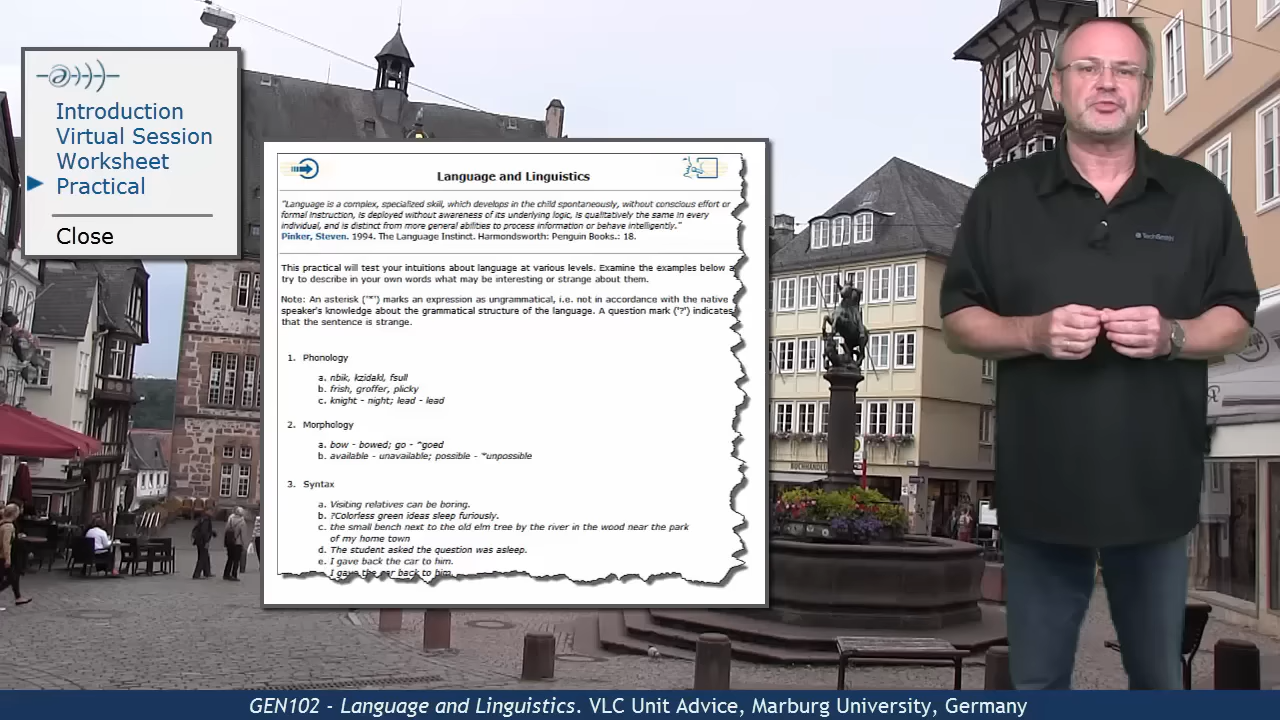 Introduction
Virtual Session
Worksheet
Practical
Close
Language and Linguistics
"Language is a complex, specialized skill, which develops in the child spontaneously, without conscious effort or
formal instruction, is deployed without awareness of its underlying logic, is qualitatively the same in every
individual, and is distinct from more general abilities to process information or behave intelligently."
Pinker, Steven. 1994. The Language Instinct. Harmondsworth: Penguin Books.: 18.
This practical will test your intuitions about language at various levels. Examine the examples below a
try to describe in your own words what may be interesting or strange about them.
Note: An asterisk ('*') marks an expression as ungrammatical, i.e. not in accordance with the native
speaker's knowledge about the grammatical structure of the language. A question mark ('?') indicates
that the sentence is strange.
1. Phonology
a. nbik, kzidakl, fsull
b. frish, groffer, plicky
c. knight - night; lead - lead
2. Morphology
a. bow - bowed; go - *goed
b. available - unavailable; possible - *unpossible
3. Syntax
a. Visiting relatives can be boring.
b. ?Colorless green ideas sleep furiously.
c. the small bench next to the old elm tree by the river in the wood near the park
of my home town
d. The student asked the question was asleep.
e. I gave back the car to him.
I gave the car back to him.
GEN102 - Language and Linguistics. VLC Unit Advice, Marburg University, Germany